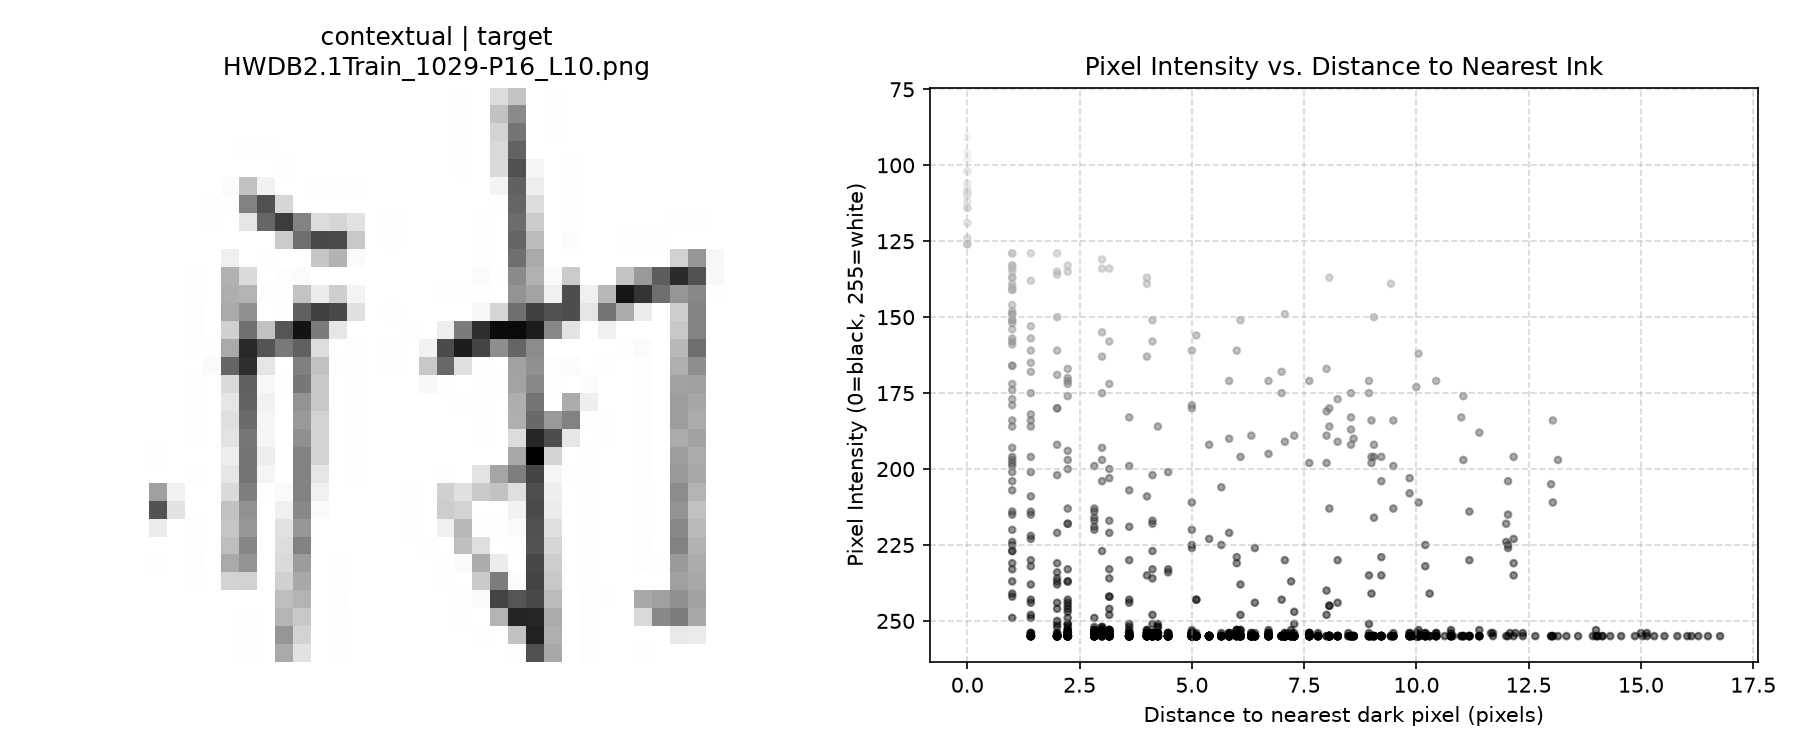 contextual | target
HWDB2.1Train_1029-P16_L10.png
Pixel Intensity vs. Distance to Nearest Ink
Pixel Intensity (0=black, 255=white)
75
100
125
150
175
200
225
250
0.0 2.5 5.0 7.5 10.0 12.5 15.0 17.5
Distance to nearest dark pixel (pixels)